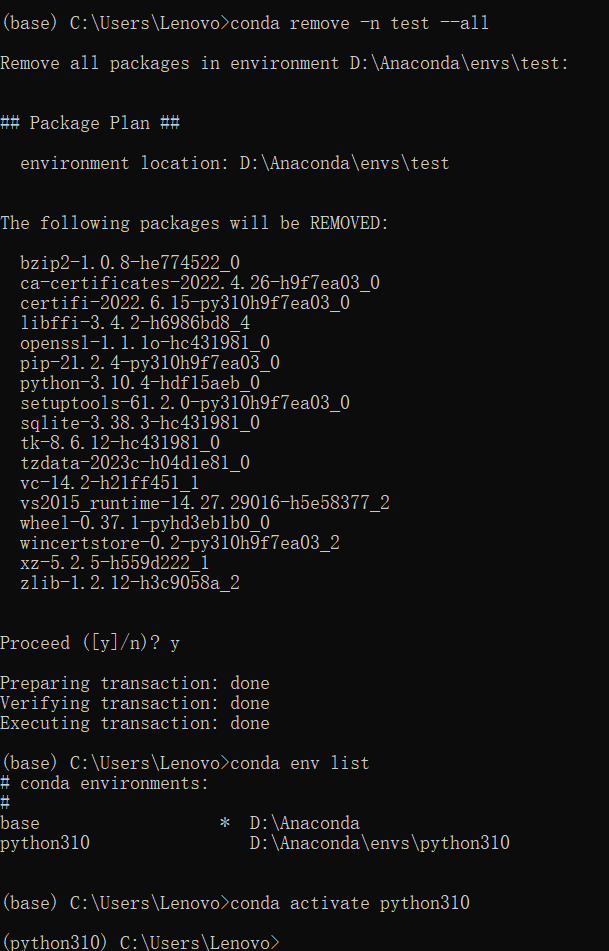 (base) C:\Users\Lenovo>conda remove -n test --all
Remove all packages in environment D:\Anaconda\envs\test:
## Package Plan ##
environment location: D:\Anaconda\envs\test
The following packages will be REMOVED:
bzip2-1.0.8-he774522_0
ca-certificates-2022.4.26-h9f7ea03_0
certifi-2022.6.15-py310h9f7ea03_0
libffi-3.4.2-h6986bd8_4
openssl-1.1.1o-hc431981_0
pip-21.2.4-py310h9f7ea03_0
python-3.10.4-hdf15aeb_0
setuptools-61.2.0-py310h9f7ea03_0
sqlite-3.38.3-hc431981_0
tk-8.6.12-hc431981_0
tzdata-2023c-h04d1e81_0
vc-14.2-h21ff451_1
vs2015_runtime-14.27.29016-h5e58377_2
wheel-0.37.1-pyhd3eb1b0_0
wincertstore-0.2-py310h9f7ea03_2
xz-5.2.5-h559d222_1
zlib-1.2.12-h3c9058a_2
Proceed ([y]/n)? y
Preparing transaction: done
Verifying transaction: done
Executing transaction: done
(base) C:\Users\Lenovo>conda env list
# conda environments:
#
base * D:\Anaconda
python310 D:\Anaconda\envs\python310
(base) C:\Users\Lenovo>conda activate python310
(python310) C:\Users\Lenovo>